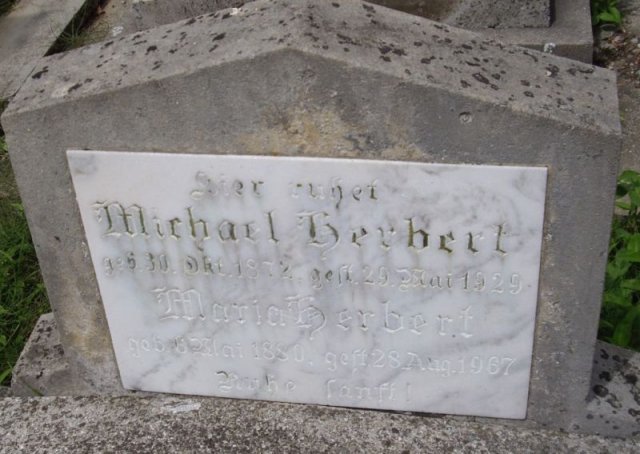 Hier ruhet
Michael Herbert
geb. 30. Okt. 1872. gest. 29. Mai 1929
Maria Herbert
geb. 6. Mai 1880. gest 28. Aug. 1967
Ruhe sanft!